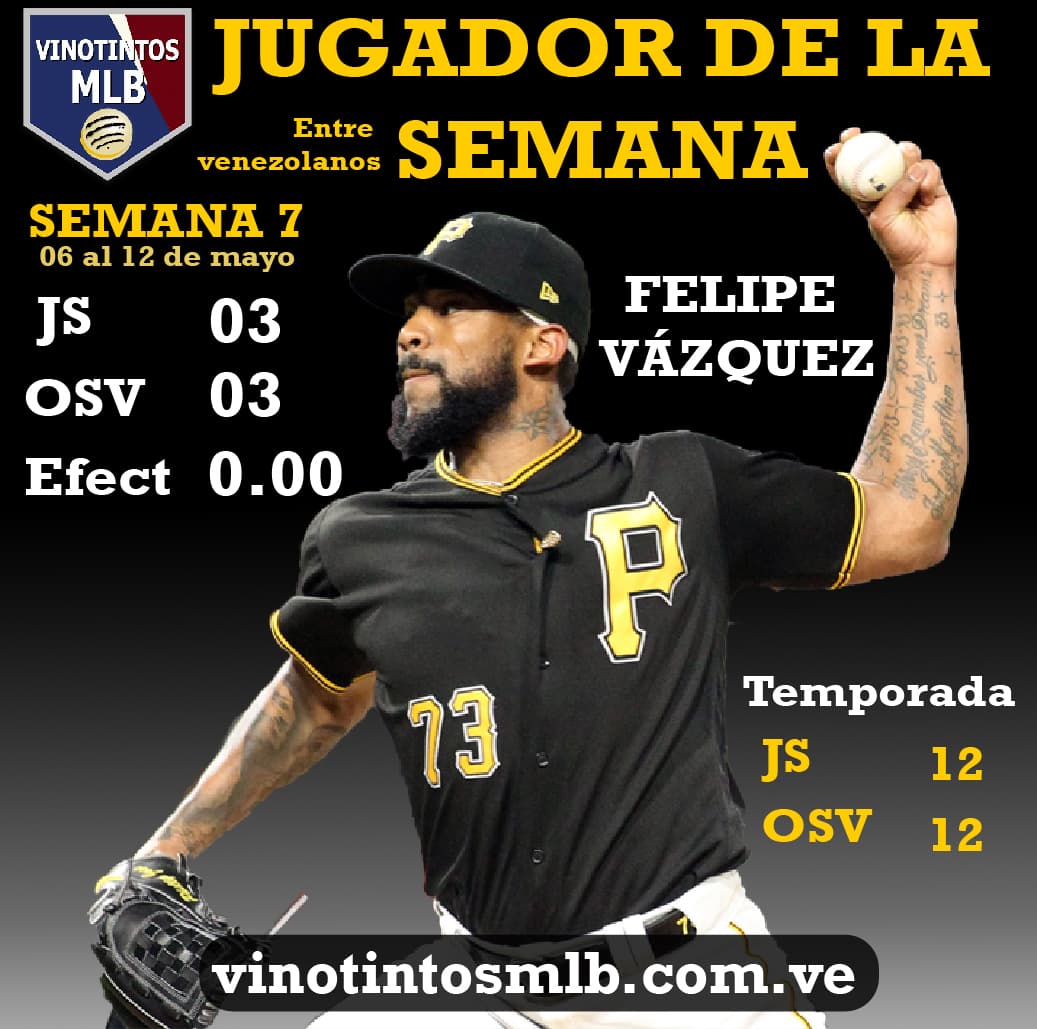 VINOTINTOS
MLB
JUGADOR DE LA
Entre
venezolanos
SEMANA
SEMANA 7
06 al 12 de mayo
JS 03
OSV 03
Efect 0.00
FELIPE
VÁZQUEZ
P
P
73
Temporada
JS 12
OSV 12
7
vinotintosmlb.com.ve